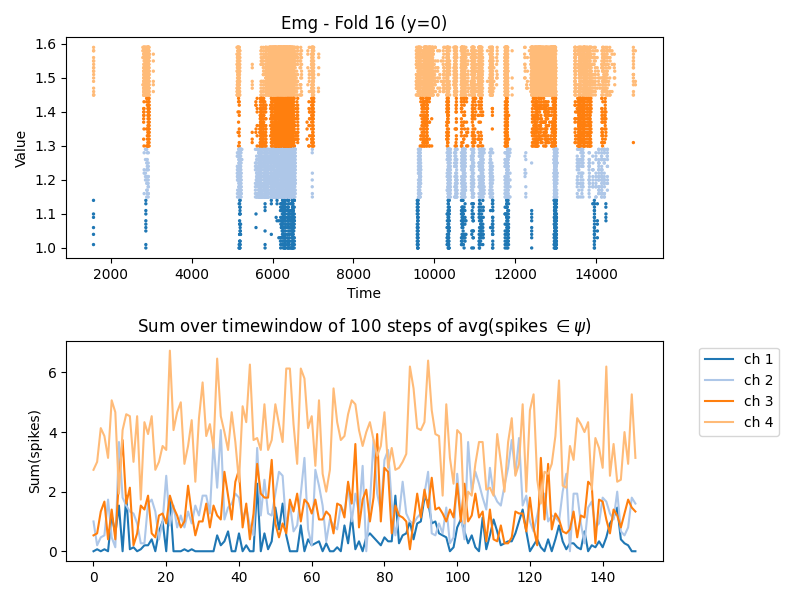 Emg - Fold 16 (y=0)
1.6
1.5
1.4
1.3
1.2
1.1
1.0
Value
2000 4000 6000 8000 10000 12000 14000
Time
Sum over timewindow of 100 steps of avg(spikes ∈ ψ)
6
4
2
0
Sum(spikes)
0 20 40 60 80 100 120 140
ch 1
ch 2
ch 3
ch 4